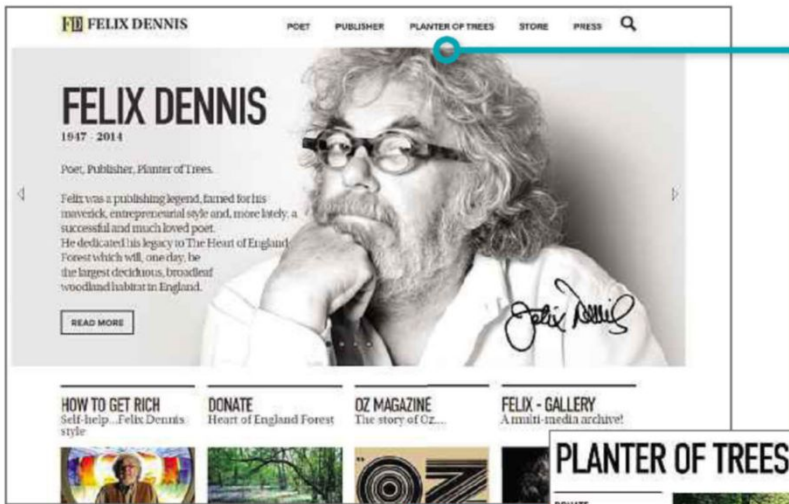 FD FELIX DENNIS
POET PUBLISHER PLANTER OF TREES STORE PRESS
FELIX DENNIS
1947 - 2014
Poet, Publisher, Planter of Trees.
Felix was a publishing legend, famed for his
maverick, entrepreneurial style and, more lately, a
successful and much loved poet.
He dedicated his legacy to The Heart of England
Forest which will, one day, be
the largest deciduous, broadleaf
woodland habitat in England.
READ MORE
Felix Dennis
HOW TO GET RICH
Self-help...Felix Dennis
style
DONATE
Heart of England Forest
OZ MAGAZINE
The story of Oz....
FELIX - GALLERY
A multi-media archive!
OZ
PLANTER OF TREES
DONATE